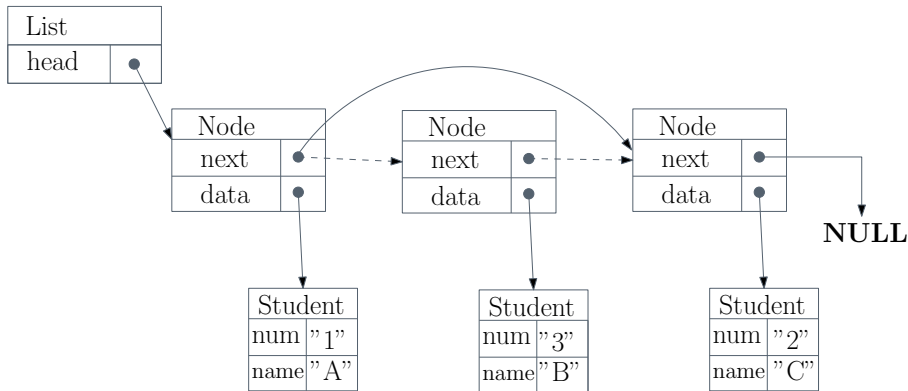 List
head
Node
next
data
Node
next
data
Node
next
data
NULL
Student
num "1"
name "A"
Student
num "3"
name "B"
Student
num "2"
name "C"